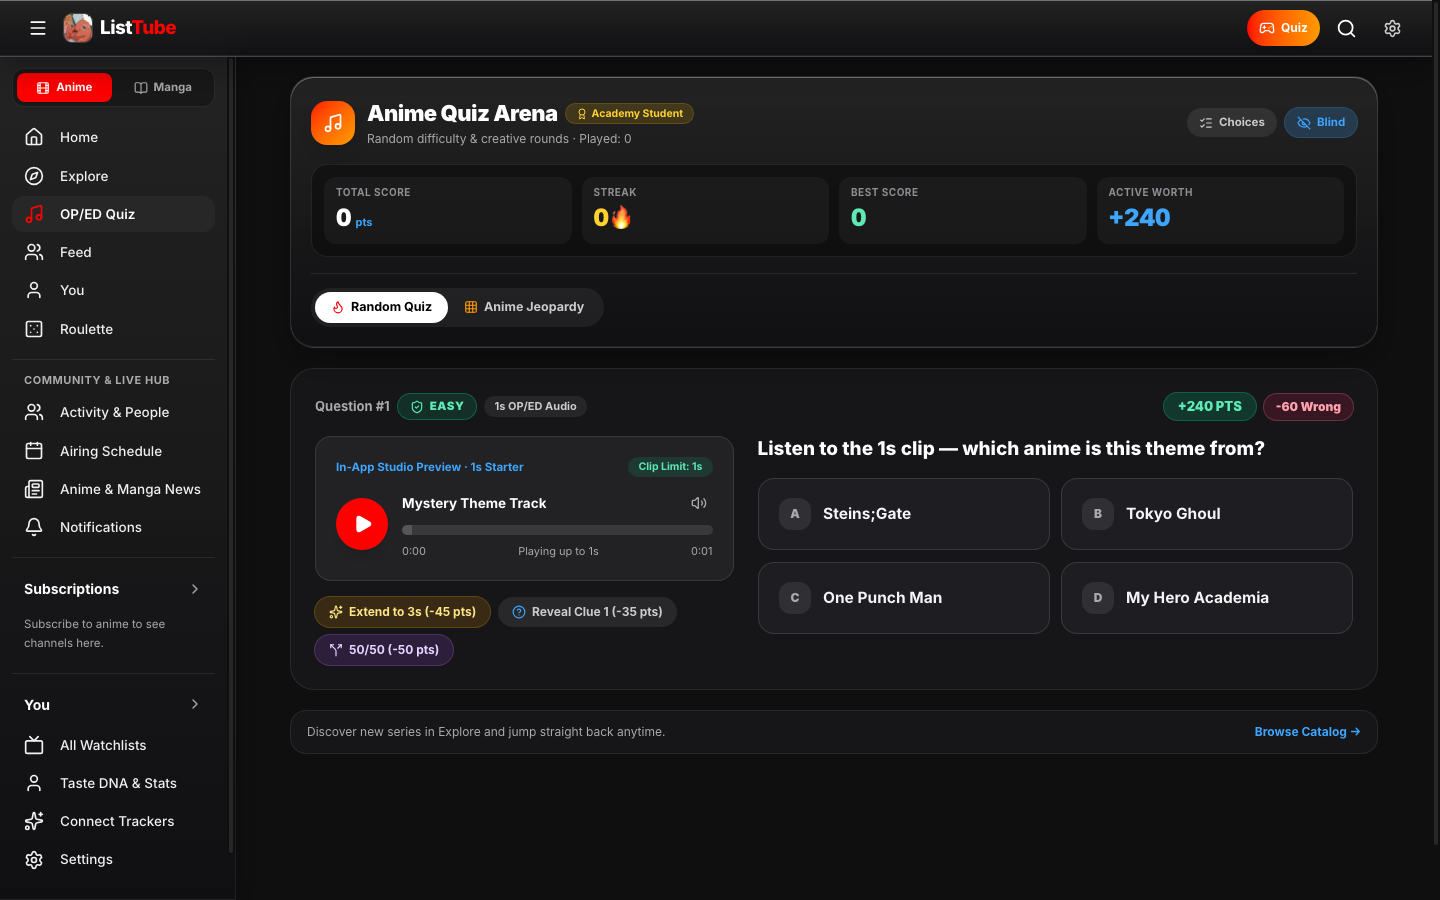 ListTube
Quiz
Anime
Manga
Home
Explore
OP/ED Quiz
Feed
You
Roulette
COMMUNITY & LIVE HUB
Activity & People
Airing Schedule
Anime & Manga News
Notifications
Subscriptions
Subscribe to anime to see
channels here.
You
All Watchlists
Taste DNA & Stats
Connect Trackers
Settings
Anime Quiz Arena
Academy Student
Random difficulty & creative rounds · Played: 0
Choices
Blind
TOTAL SCORE
0 pts
STREAK
0🔥
BEST SCORE
0
ACTIVE WORTH
+240
Random Quiz
Anime Jeopardy
Question #1
EASY
1s OP/ED Audio
+240 PTS
-60 Wrong
In-App Studio Preview · 1s Starter
Clip Limit: 1s
Mystery Theme Track
0:00
Playing up to 1s
0:01
Extend to 3s (-45 pts)
Reveal Clue 1 (-35 pts)
50/50 (-50 pts)
Listen to the 1s clip — which anime is this theme from?
A Steins;Gate
B Tokyo Ghoul
C One Punch Man
D My Hero Academia
Discover new series in Explore and jump straight back anytime.
Browse Catalog →